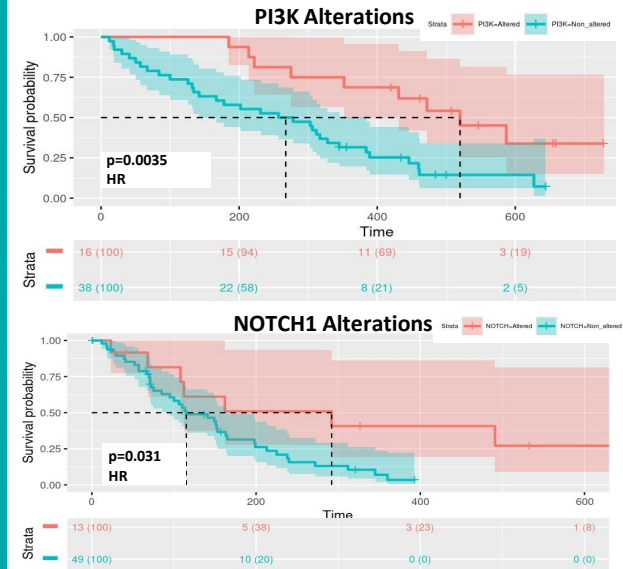 PI3K Alterations
Strata PI3K=Altered PI3K=Non_altered
Survival probability
1.00
0.75
0.50
0.25
0.00
p=0.0035
HR
0 200 400 600
Time
Strata
16 (100) 15 (94) 11 (69) 3 (19)
38 (100) 22 (58) 8 (21) 2 (5)
NOTCH1 Alterations
Strata NOTCH=Altered NOTCH=Non_altered
Survival probability
1.00
0.75
0.50
0.25
0.00
p=0.031
HR
0 200 400 600
Time
Strata
13 (100) 5 (38) 3 (23) 1 (8)
49 (100) 10 (20) 0 (0) 0 (0)